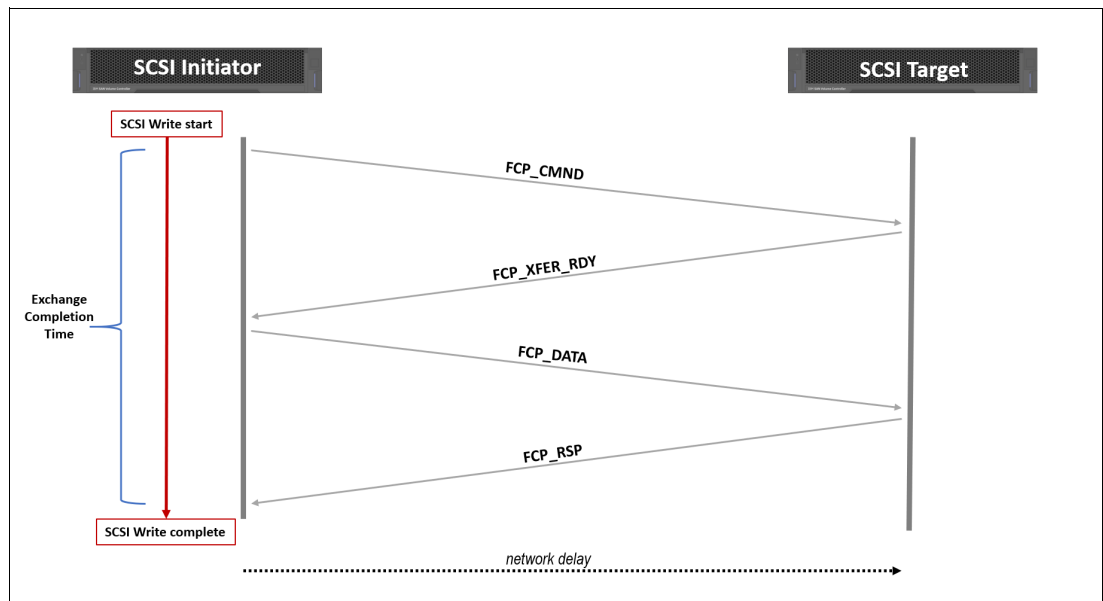 SCSI Initiator
SCSI Target
SCSI Write start
FCP_CMND
FCP_XFER_RDY
Exchange
Completion
Time
FCP_DATA
FCP_RSP
SCSI Write complete
network delay